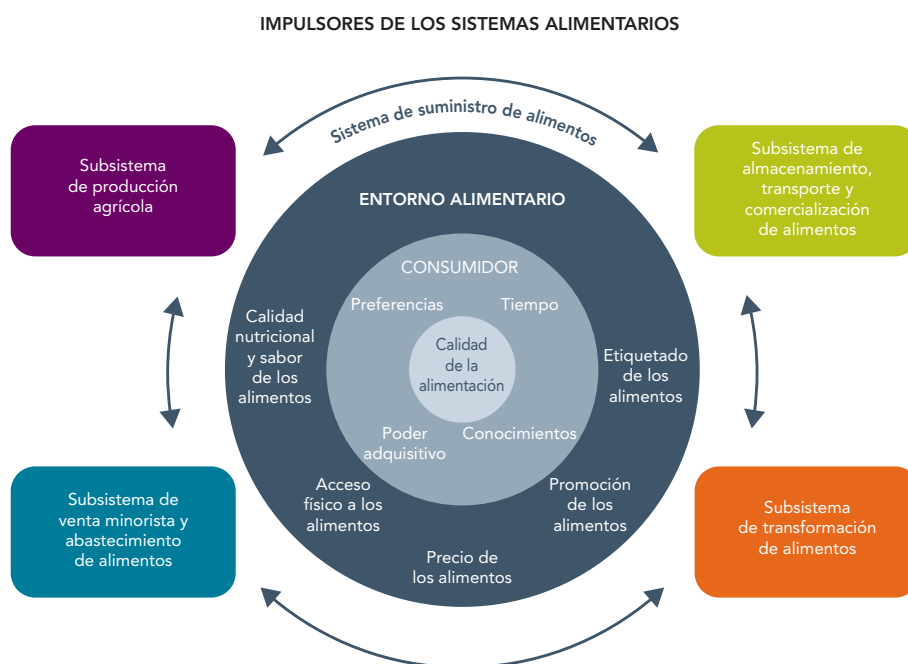 IMPULSORES DE LOS SISTEMAS ALIMENTARIOS
Sistema de suministro de alimentos
Subsistema
de producción
agrícola
Subsistema de
almacenamiento,
transporte y
comercialización
de alimentos
ENTORNO ALIMENTARIO
CONSUMIDOR
Preferencias
Tiempo
Calidad
nutricional
y sabor
de los
alimentos
Calidad
de la
alimentación
Etiquetado
de los
alimentos
Poder
adquisitivo
Conocimientos
Acceso
físico a los
alimentos
Promoción
de los
alimentos
Precio de
los alimentos
Subsistema de
venta minorista y
abastecimiento
de alimentos
Subsistema
de transformación
de alimentos